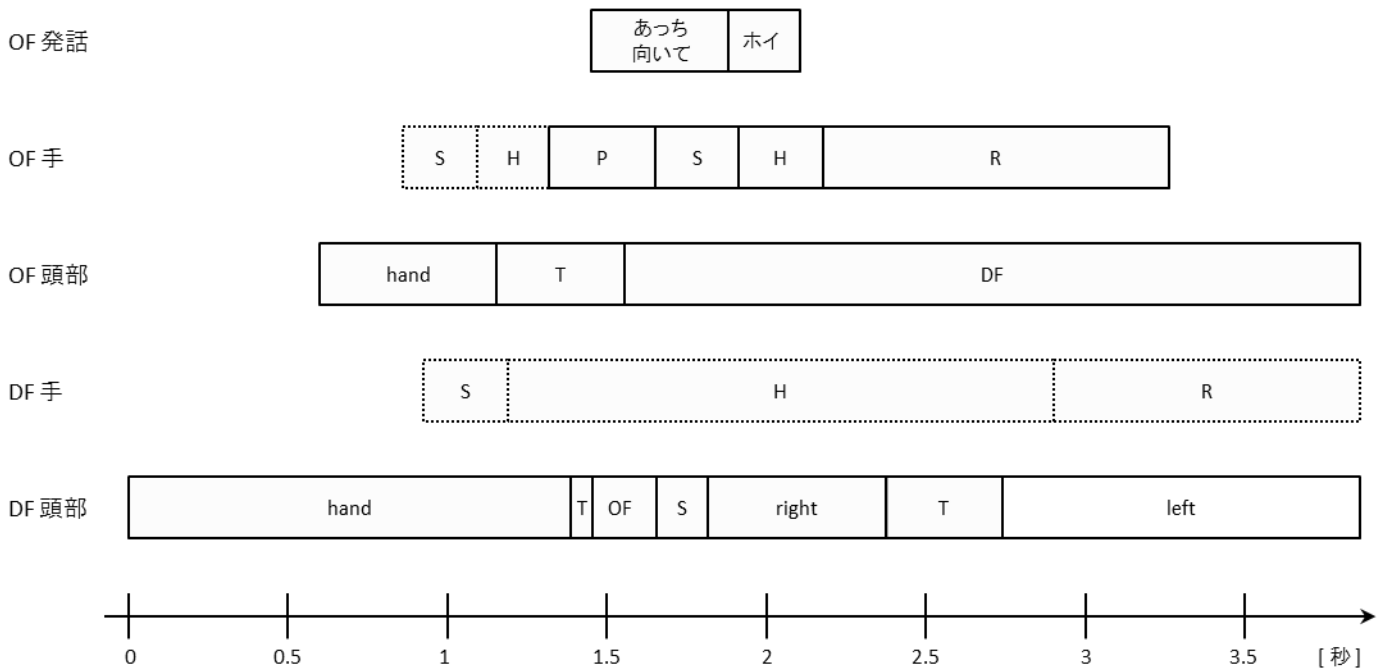 あっち
向いて
ホイ
OF 発話
OF 手
S
H
P
S
H
R
OF 頭部
hand
T
DF
DF 手
S
H
R
DF 頭部
hand
T
OF
S
right
T
left
0
0.5
1
1.5
2
2.5
3
3.5
[ 秒 ]